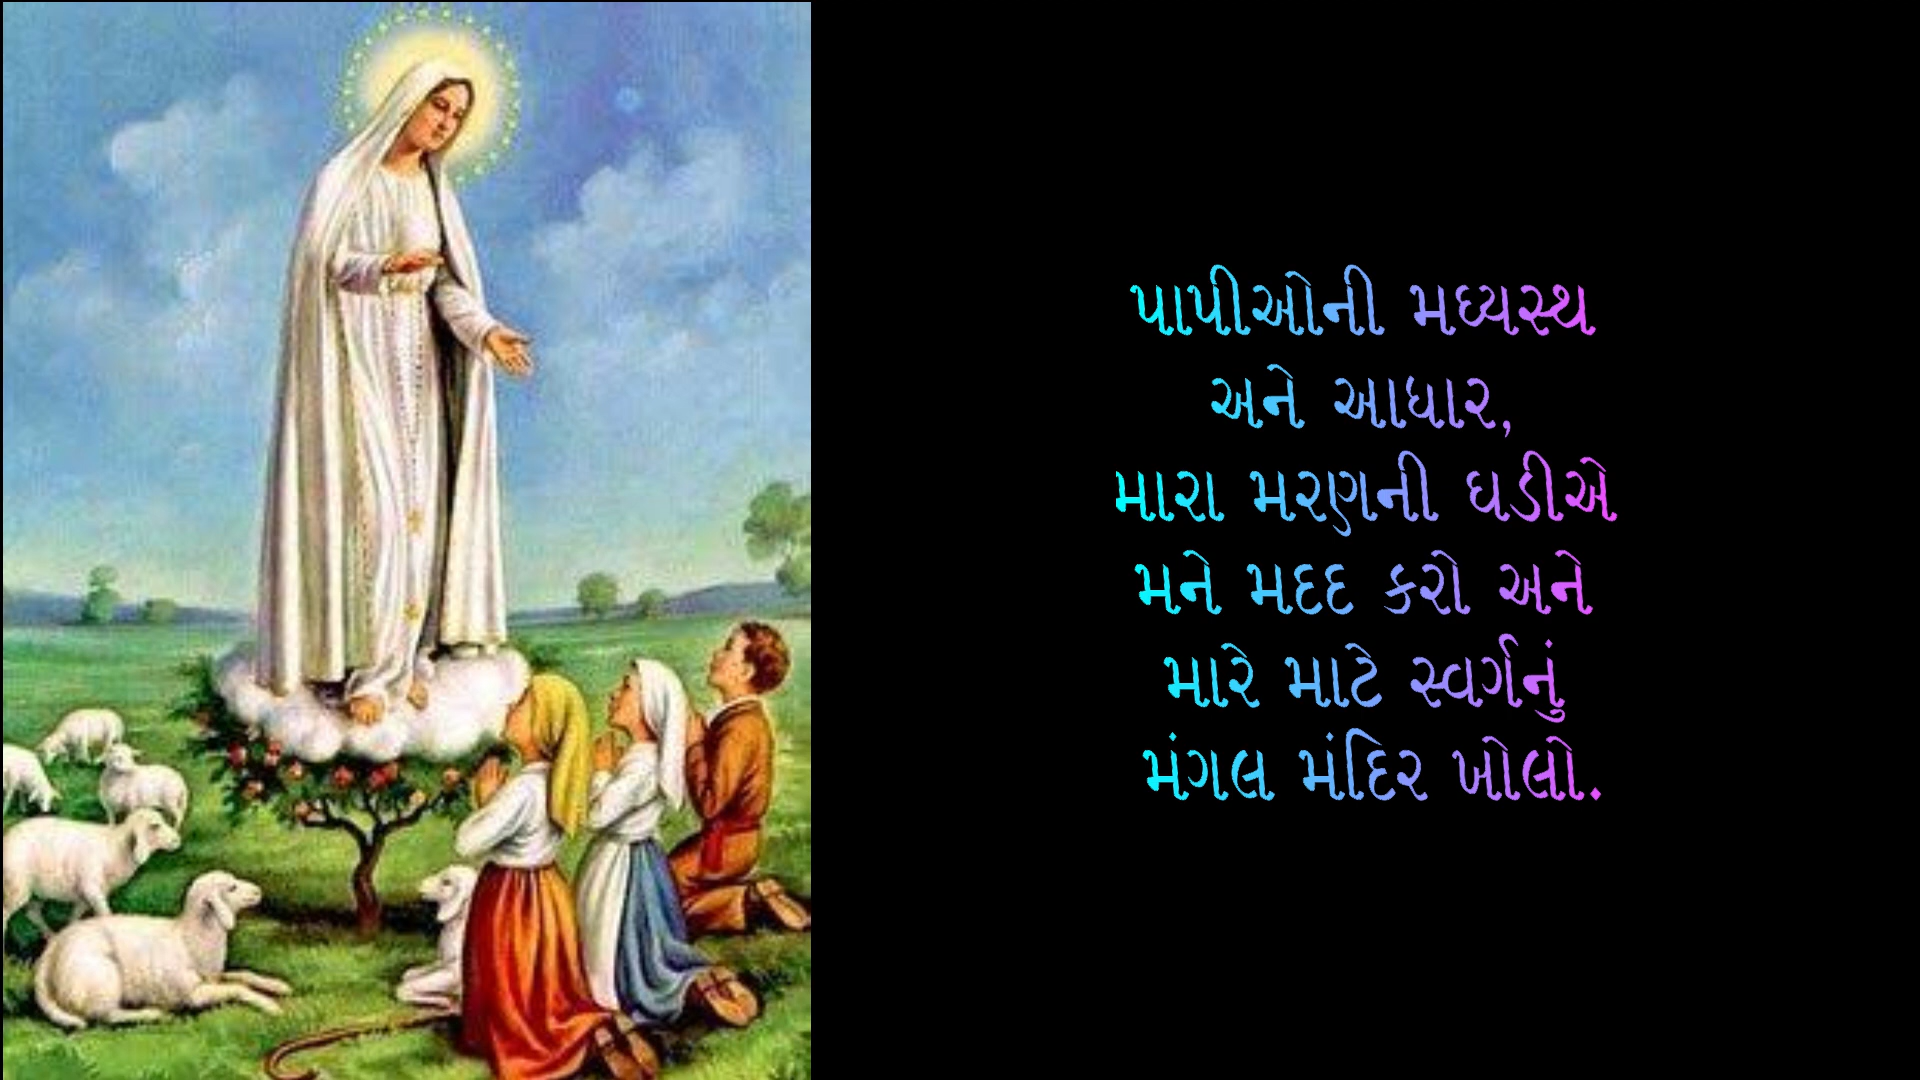 પાપીઓની મધ્યસ્થ
અને આધાર,
મારા મરણની ઘડીએ
મને મદદ કરો અને
મારે માટે સ્વર્ગનું
મંગલ મંદિર ખોલો.